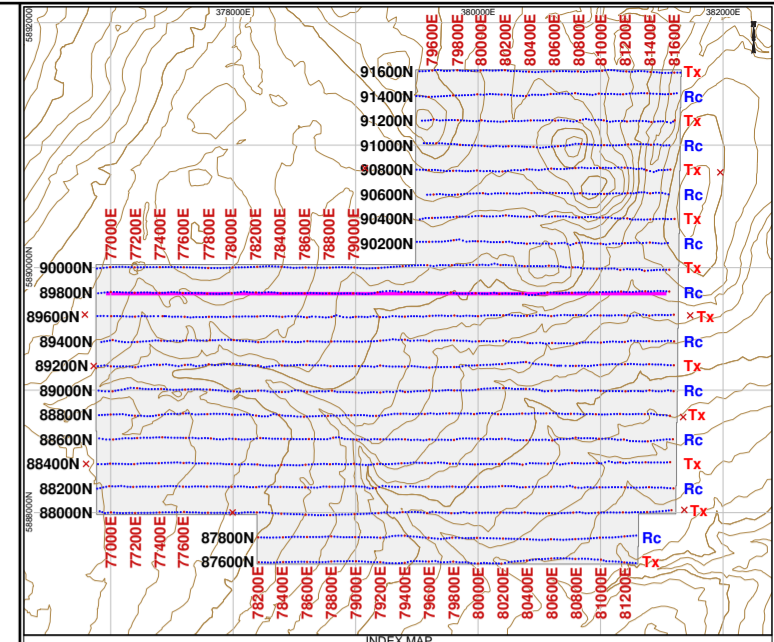 378000E 380000E 382000E
5892000
79600E 79800E 80000E 80200E 80400E 80600E 80800E 81000E 81200E 81400E 81600E
91600N Tx
91400N Rc
91200N Tx
91000N Rc
90800N Tx
90600N Rc
90400N Tx
90200N Rc
77000E 77200E 77400E 77600E 77800E 78000E 78200E 78400E 78600E 78800E 79000E
5890000N
90000N Tx
89800N Rc
89600N Tx
89400N Rc
89200N Tx
89000N Rc
88800N Tx
88600N Rc
88400N Tx
88200N Rc
5888000N
88000N Tx
77000E 77200E 77400E 77600E
87800N Rc
87600N Tx
78200E 78400E 78600E 78800E 79000E 79200E 79400E 79600E 79800E 80000E 80200E 80400E 80600E 80800E 81000E 81200E
INDEX MAP